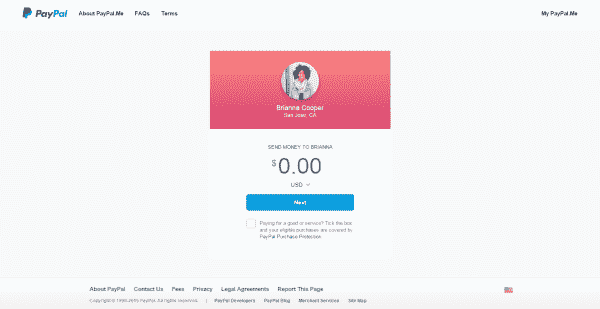 PayPal
About PayPal.Me FAQs Terms My PayPal.Me
Brianna Cooper
San Jose, CA
SEND MONEY TO BRIANNA
$ 0.00
USD
Next
Paying for a good or service? Tick the box
and your eligible purchases are covered by
PayPal Purchase Protection.
About PayPal Contact Us Fees Privacy Legal Agreements Report This Page
Copyright © PayPal. All rights reserved. | PayPal Developers PayPal Blog Merchant Services Site Map